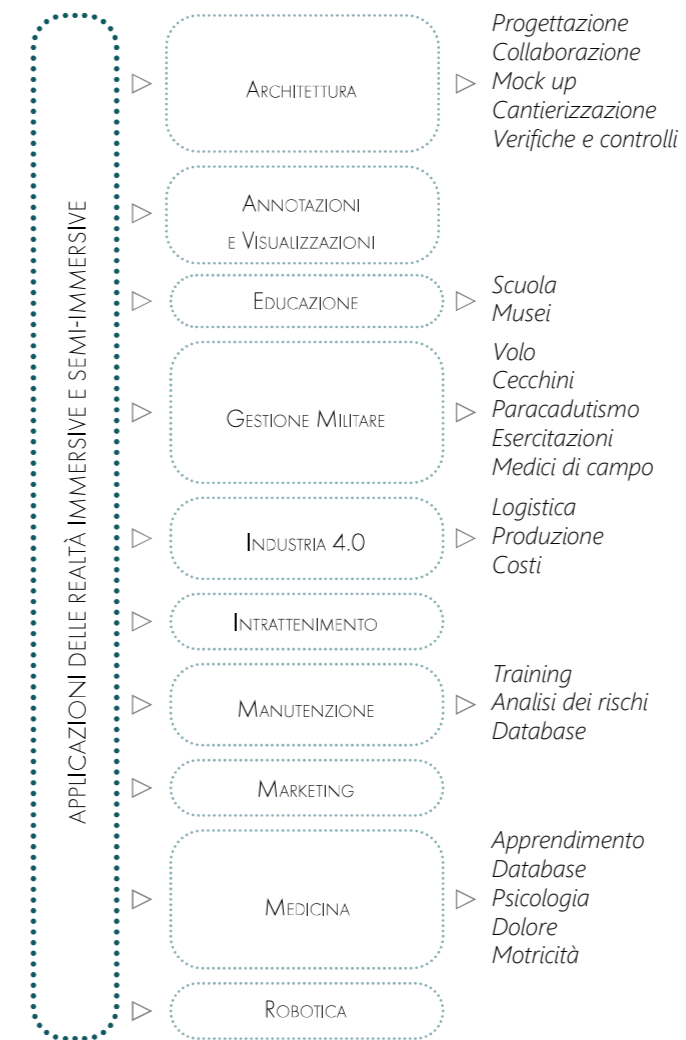 APPLICAZIONI DELLE REALTÀ IMMERSIVE E SEMI-IMMERSIVE
ARCHITETTURA
Progettazione
Collaborazione
Mock up
Cantierizzazione
Verifiche e controlli
ANNOTAZIONI
E VISUALIZZAZIONI
EDUCAZIONE
Scuola
Musei
GESTIONE MILITARE
Volo
Cecchini
Paracadutismo
Esercitazioni
Medici di campo
INDUSTRIA 4.0
Logistica
Produzione
Costi
INTRATTENIMENTO
MANUTENZIONE
Training
Analisi dei rischi
Database
MARKETING
MEDICINA
Apprendimento
Database
Psicologia
Dolore
Motricità
ROBOTICA